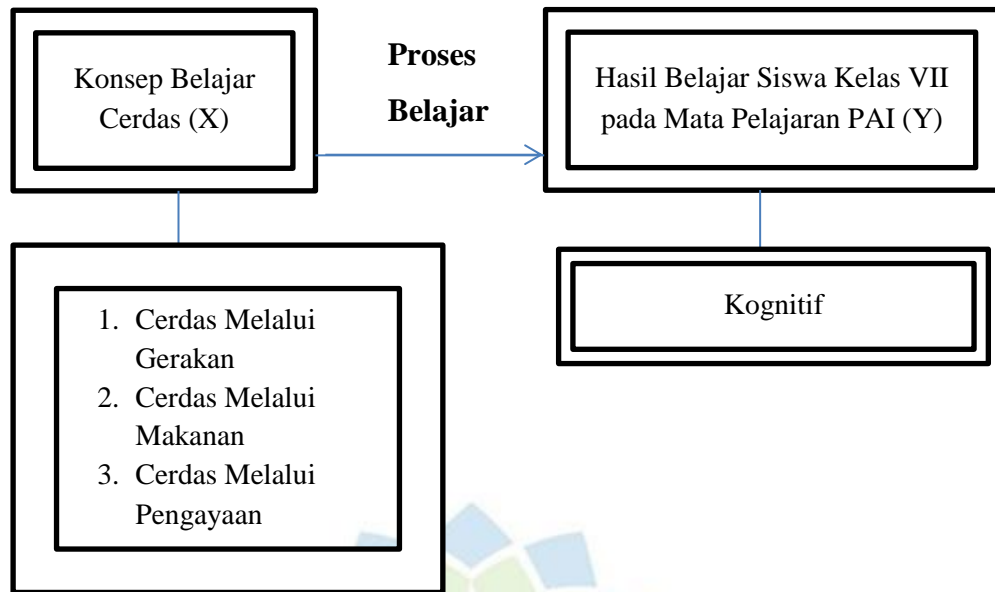 Konsep Belajar
Cerdas (X)
Proses
Belajar
Hasil Belajar Siswa Kelas VII
pada Mata Pelajaran PAI (Y)
1. Cerdas Melalui
Gerakan
2. Cerdas Melalui
Makanan
3. Cerdas Melalui
Pengayaan
Kognitif